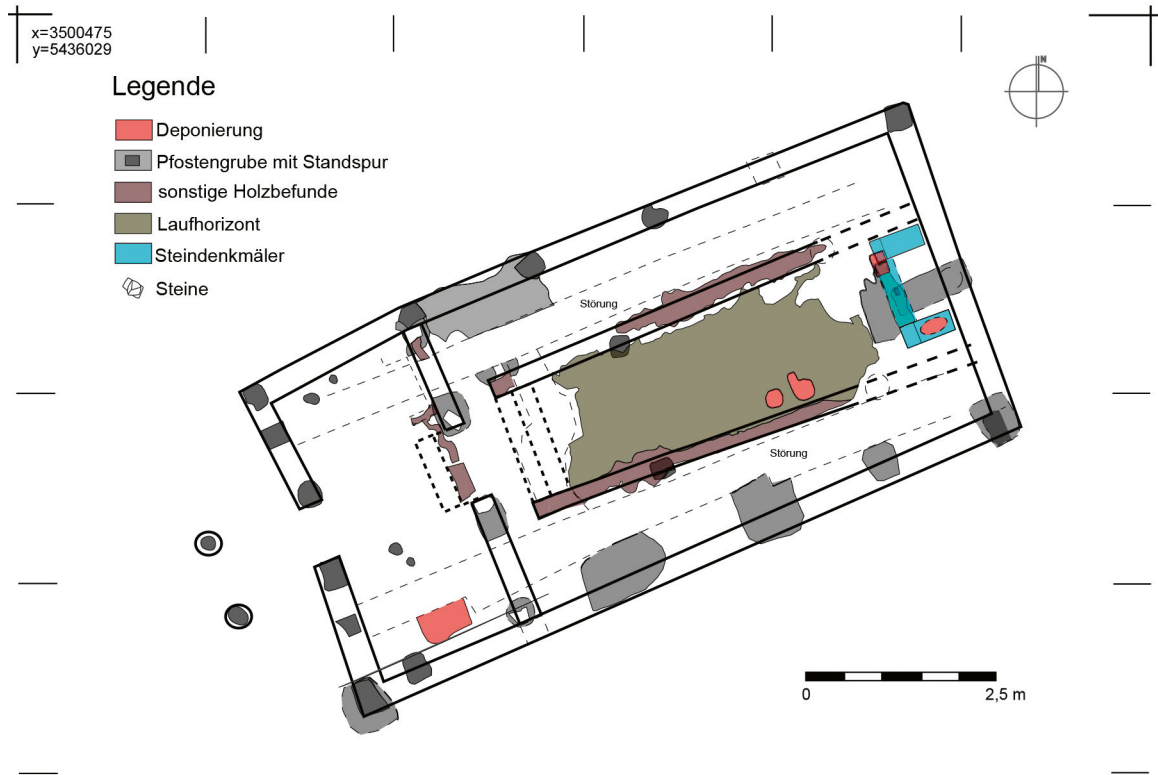 x=3500475
y=5436029
N
Legende
Deponierung
Pfostengrube mit Standspur
sonstige Holzbefunde
Laufhorizont
Steindenkmäler
Steine
Störung
Störung
0
2,5 m